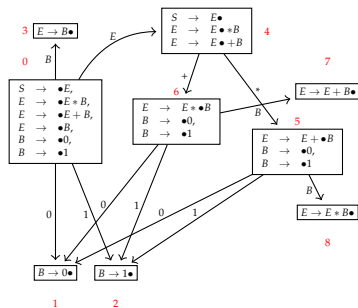 3
E → B●
0
B
E
S → E●
E → E●∗B
E → E●+B
4
S → ●E,
E → ●E ∗ B,
E → ●E + B,
E → ●B,
B → ●0,
B → ●1
+
∗
B
6
E → E ∗ ●B
B → ●0,
B → ●1
7
E → E + B●
5
E → E + ●B
B → ●0,
B → ●1
B
E → E ∗ B●
8
0
1
0
1
0
1
B → 0●
B → 1●
1
2